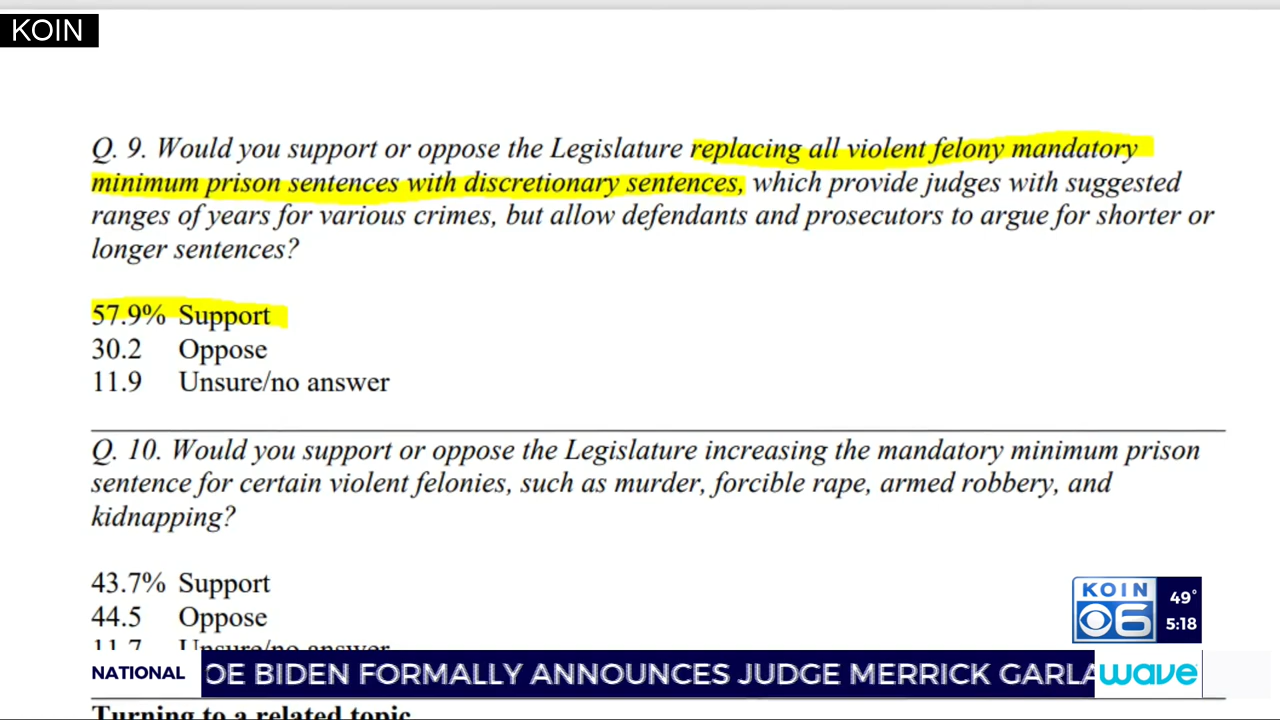 KOIN
Q. 9. Would you support or oppose the Legislature replacing all violent felony mandatory
minimum prison sentences with discretionary sentences, which provide judges with suggested
ranges of years for various crimes, but allow defendants and prosecutors to argue for shorter or
longer sentences?
57.9% Support
30.2 Oppose
11.9 Unsure/no answer
Q. 10. Would you support or oppose the Legislature increasing the mandatory minimum prison
sentence for certain violent felonies, such as murder, forcible rape, armed robbery, and
kidnapping?
43.7% Support
44.5 Oppose
11.7 Unsure/no answer
KOIN
6
49°
5:18
NATIONAL
OE BIDEN FORMALLY ANNOUNCES JUDGE MERRICK GARLA
wave
Turning to a related topic